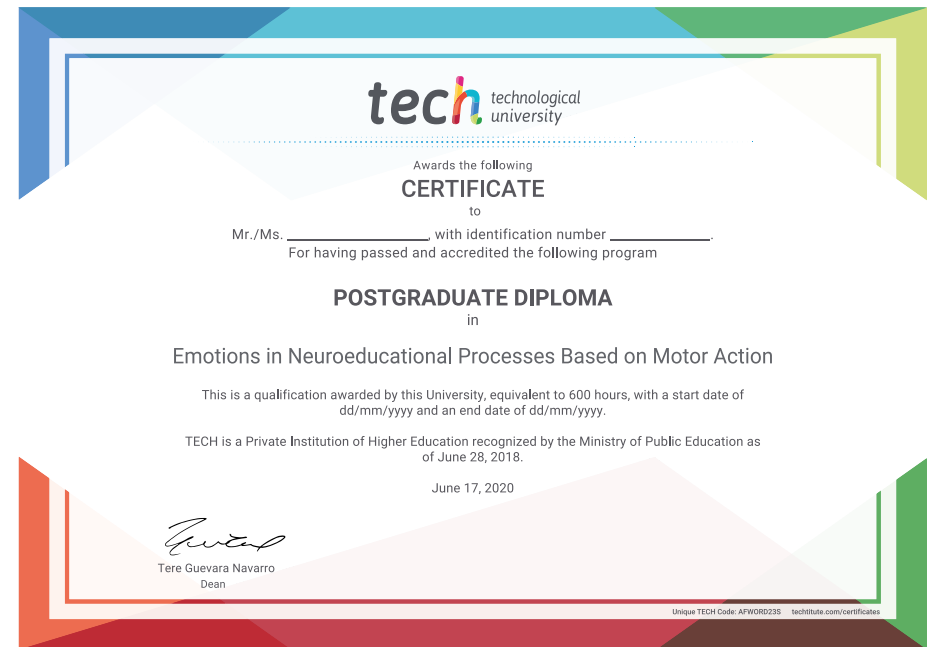 tech technological
university
Awards the following
CERTIFICATE
to
Mr./Ms. ____________________, with identification number ______________.
For having passed and accredited the following program
POSTGRADUATE DIPLOMA
in
Emotions in Neuroeducational Processes Based on Motor Action
This is a qualification awarded by this University, equivalent to 600 hours, with a start date of
dd/mm/yyyy and an end date of dd/mm/yyyy.
TECH is a Private Institution of Higher Education recognized by the Ministry of Public Education as
of June 28, 2018.
June 17, 2020
Tere Guevara Navarro
Dean
Unique TECH Code: AFWORD23S techtitute.com/certificates